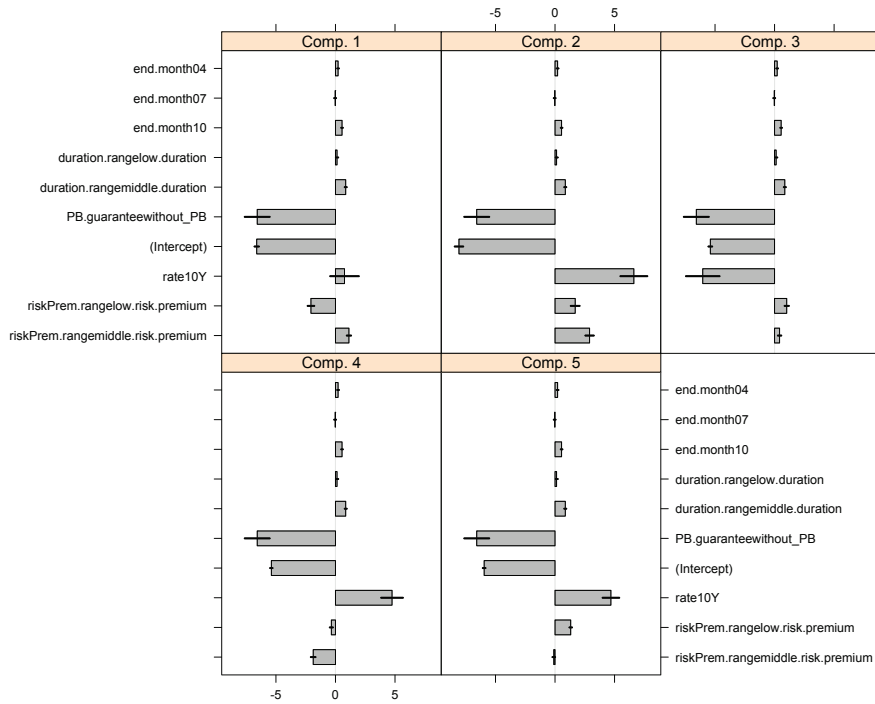 -5 0 5
Comp. 1 Comp. 2 Comp. 3
end.month04
end.month07
end.month10
duration.rangelow.duration
duration.rangemiddle.duration
PB.guaranteewithout_PB
(Intercept)
rate10Y
riskPrem.rangelow.risk.premium
riskPrem.rangemiddle.risk.premium
Comp. 4 Comp. 5
end.month04
end.month07
end.month10
duration.rangelow.duration
duration.rangemiddle.duration
PB.guaranteewithout_PB
(Intercept)
rate10Y
riskPrem.rangelow.risk.premium
riskPrem.rangemiddle.risk.premium
-5 0 5